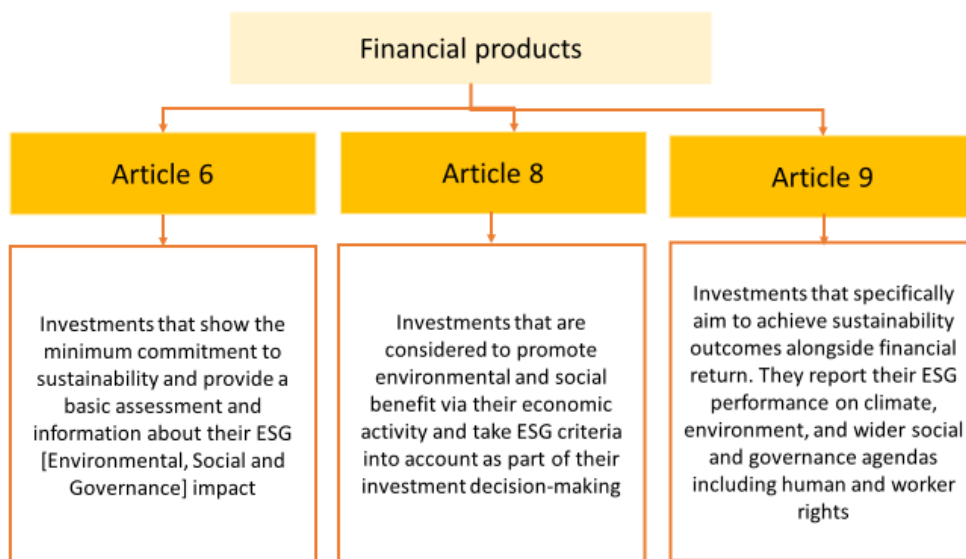 Financial products
Article 6
Article 8
Article 9
Investments that show the
minimum commitment to
sustainability and provide a
basic assessment and
information about their ESG
[Environmental, Social and
Governance] impact
Investments that are
considered to promote
environmental and social
benefit via their economic
activity and take ESG criteria
into account as part of their
investment decision-making
Investments that specifically
aim to achieve sustainability
outcomes alongside financial
return. They report their ESG
performance on climate,
environment, and wider social
and governance agendas
including human and worker
rights